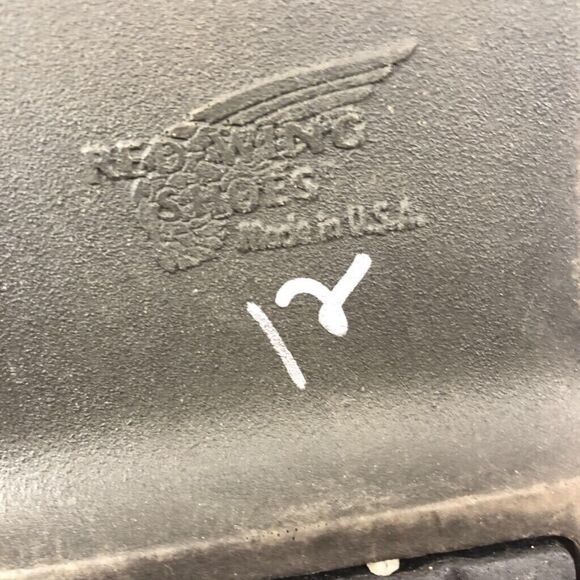 RED WING
SHOES
Made in U.S.A.
12